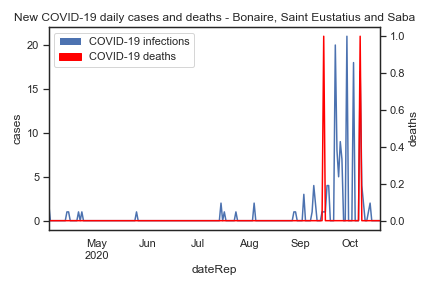 New COVID-19 daily cases and deaths - Bonaire, Saint Eustatius and Saba
COVID-19 infections
COVID-19 deaths
20
15
10
5
0
cases
1.0
0.8
0.6
0.4
0.2
0.0
deaths
May Jun Jul Aug Sep Oct
2020
dateRep